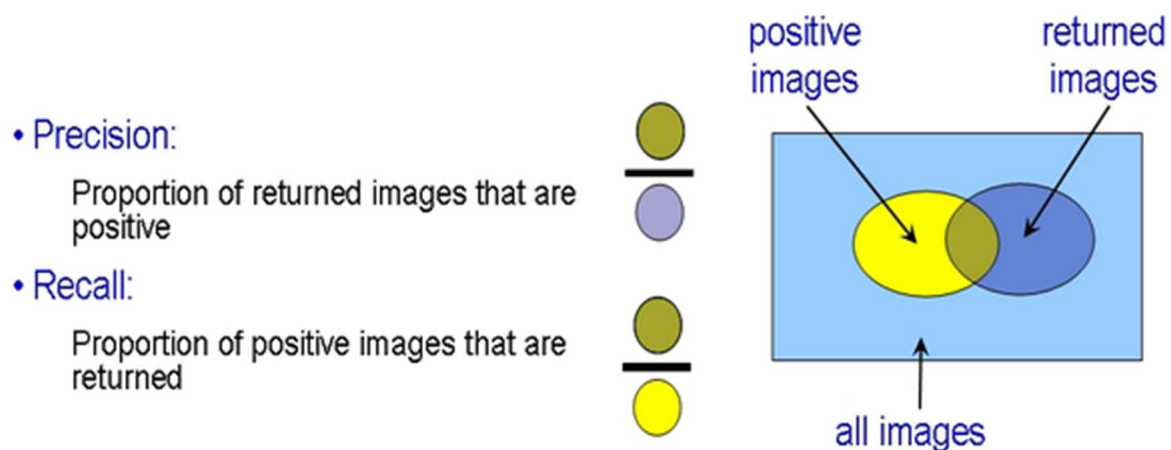 • Precision:
Proportion of returned images that are
positive
• Recall:
Proportion of positive images that are
returned
positive
images
returned
images
all images